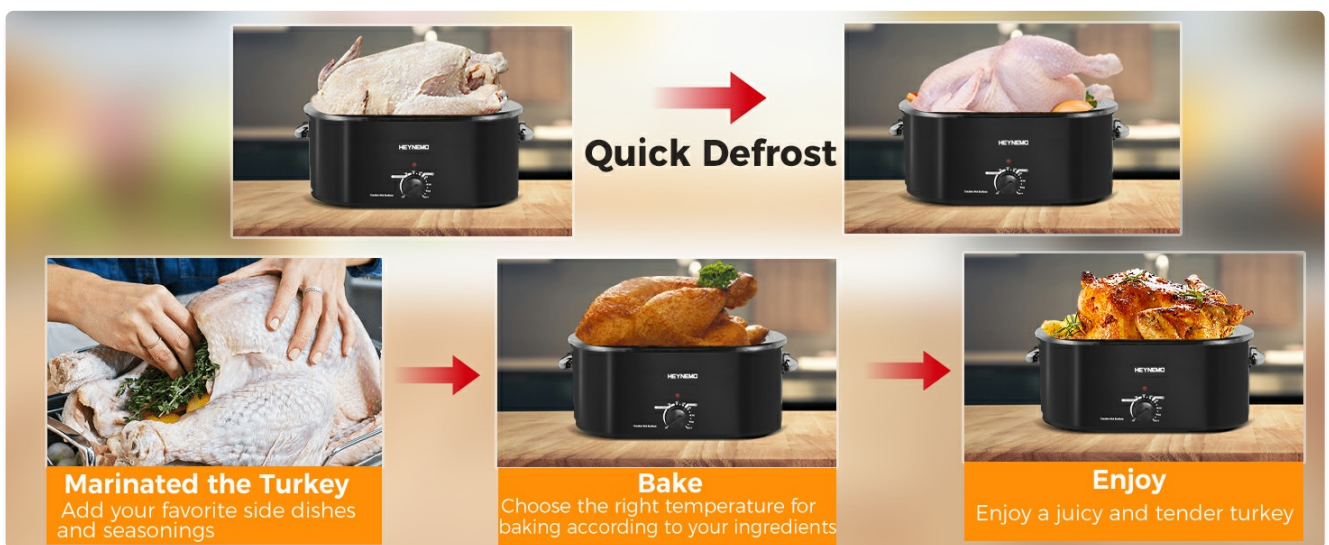 HEYNEMO
Quick Defrost
HEYNEMO
Marinated the Turkey
Add your favorite side dishes
and seasonings
HEYNEMO
Bake
Choose the right temperature for
baking according to your ingredients
HEYNEMO
Enjoy
Enjoy a juicy and tender turkey